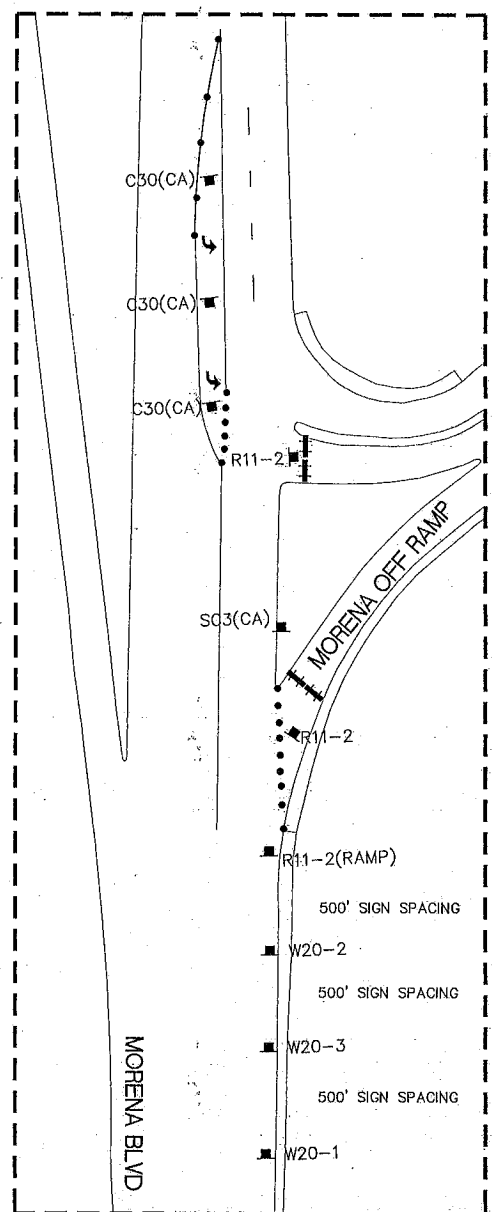 C30(CA)
C30(CA)
C30(CA)
R11-2
SC3(CA)
MORENA OFF RAMP
R11-2
R11-2(RAMP)
500' SIGN SPACING
W20-2
500' SIGN SPACING
W20-3
500' SIGN SPACING
W20-1
MORENA BLVD